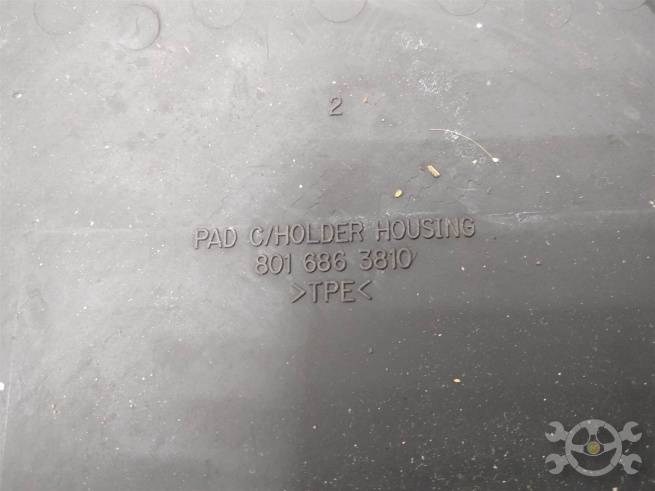 2
PAD C/HOLDER HOUSING
801 686 3810
>TPE<